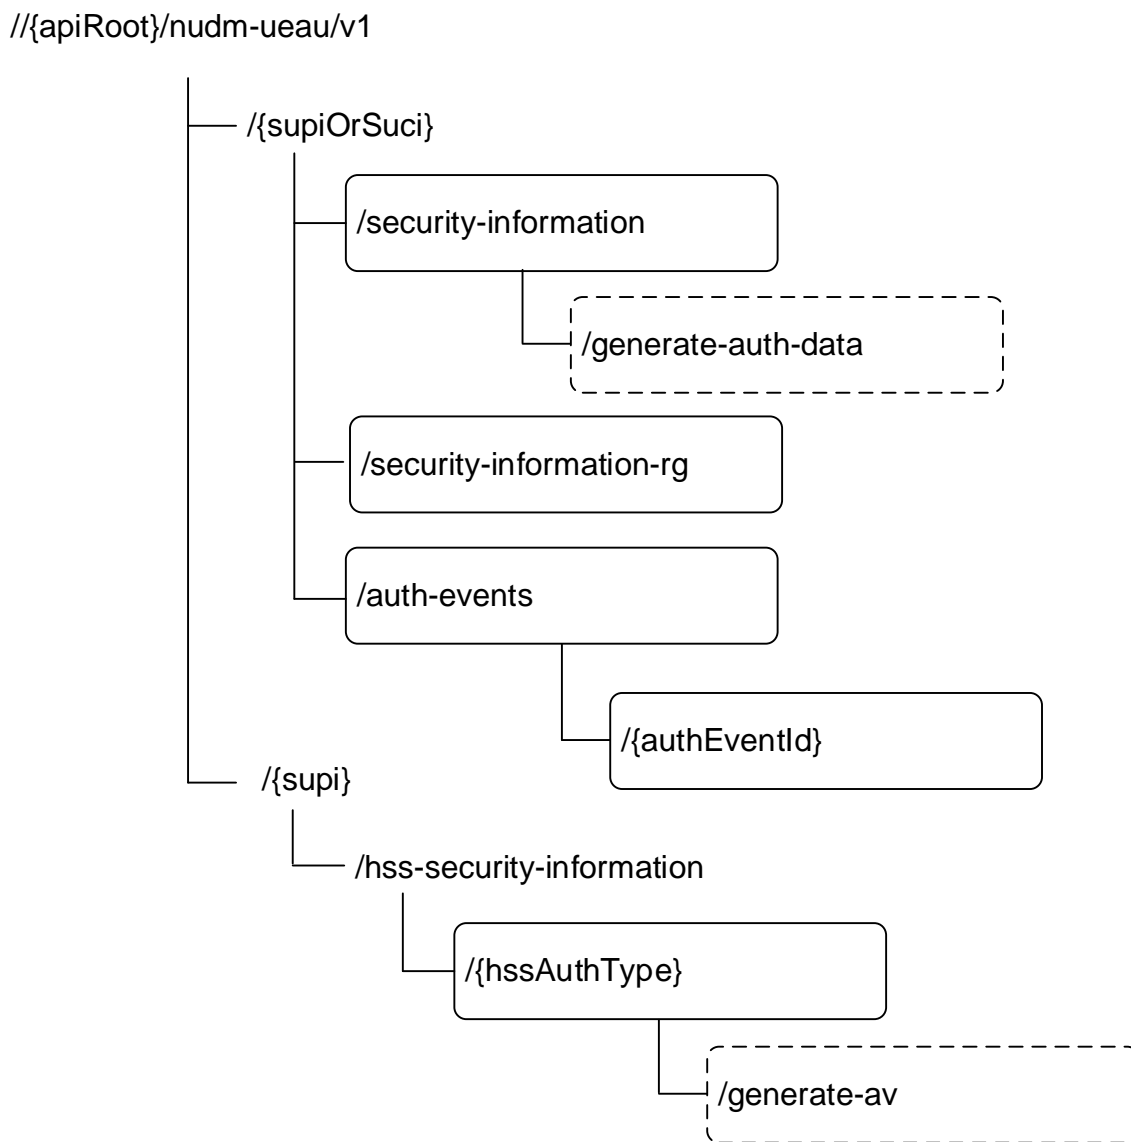 //{apiRoot}/nudm-ueau/v1
/{supiOrSuci}
/security-information
/generate-auth-data
/security-information-rg
/auth-events
/{authEventId}
/{supi}
/hss-security-information
/{hssAuthType}
/generate-av